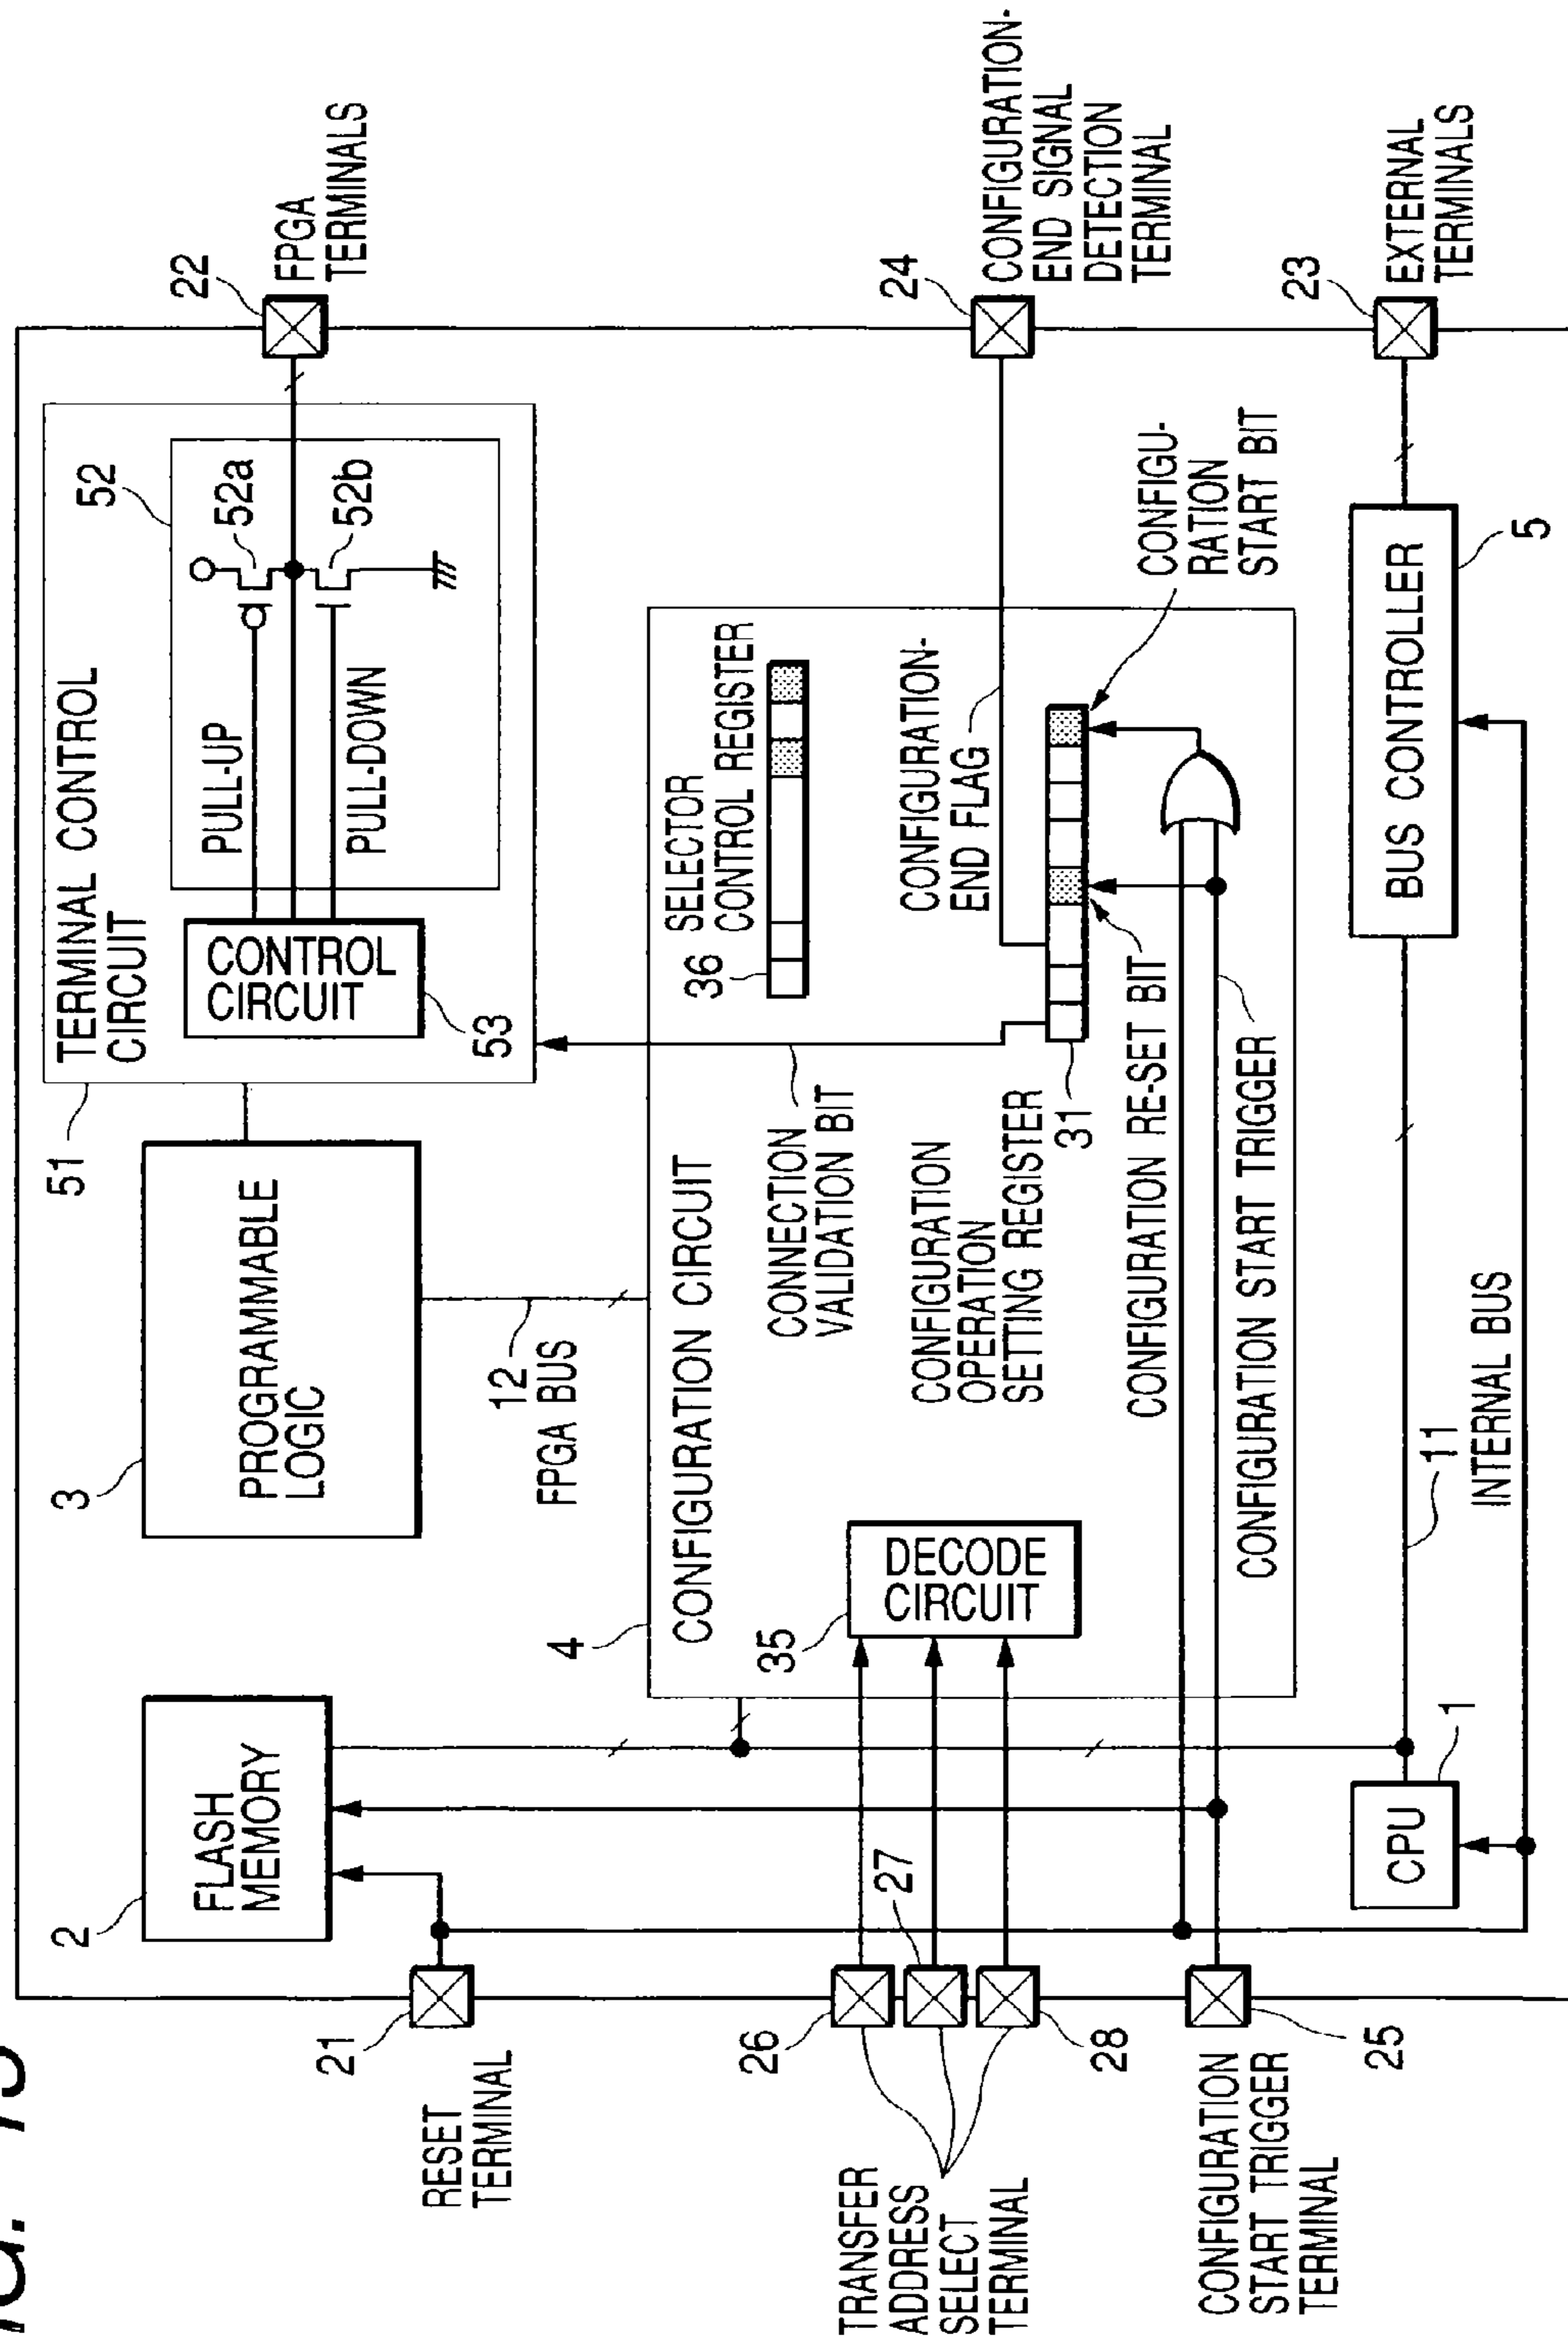 51
TERMINAL CONTROL
CIRCUIT
52
52a
52b
PULL-UP
PULL-DOWN
CONTROL
CIRCUIT
53
22
FPGA
TERMINALS
3
PROGRAMMABLE
LOGIC
2
FLASH
MEMORY
21
RESET
TERMINAL
12
FPGA BUS
4
CONFIGURATION CIRCUIT
35
DECODE
CIRCUIT
CONNECTION
VALIDATION BIT
36
SELECTOR
CONTROL REGISTER
CONFIGURATION-
END FLAG
CONFIGURATION
OPERATION
SETTING REGISTER
31
CONFIGURATION RE-SET BIT
CONFIGURATION START TRIGGER
CONFIGU-
RATION
START BIT
24
CONFIGURATION-
END SIGNAL
DETECTION
TERMINAL
26
27
28
TRANSFER
ADDRESS
SELECT
TERMINAL
25
CONFIGURATION
START TRIGGER
TERMINAL
1
CPU
11
INTERNAL BUS
BUS CONTROLLER
5
23
EXTERNAL
TERMINALS